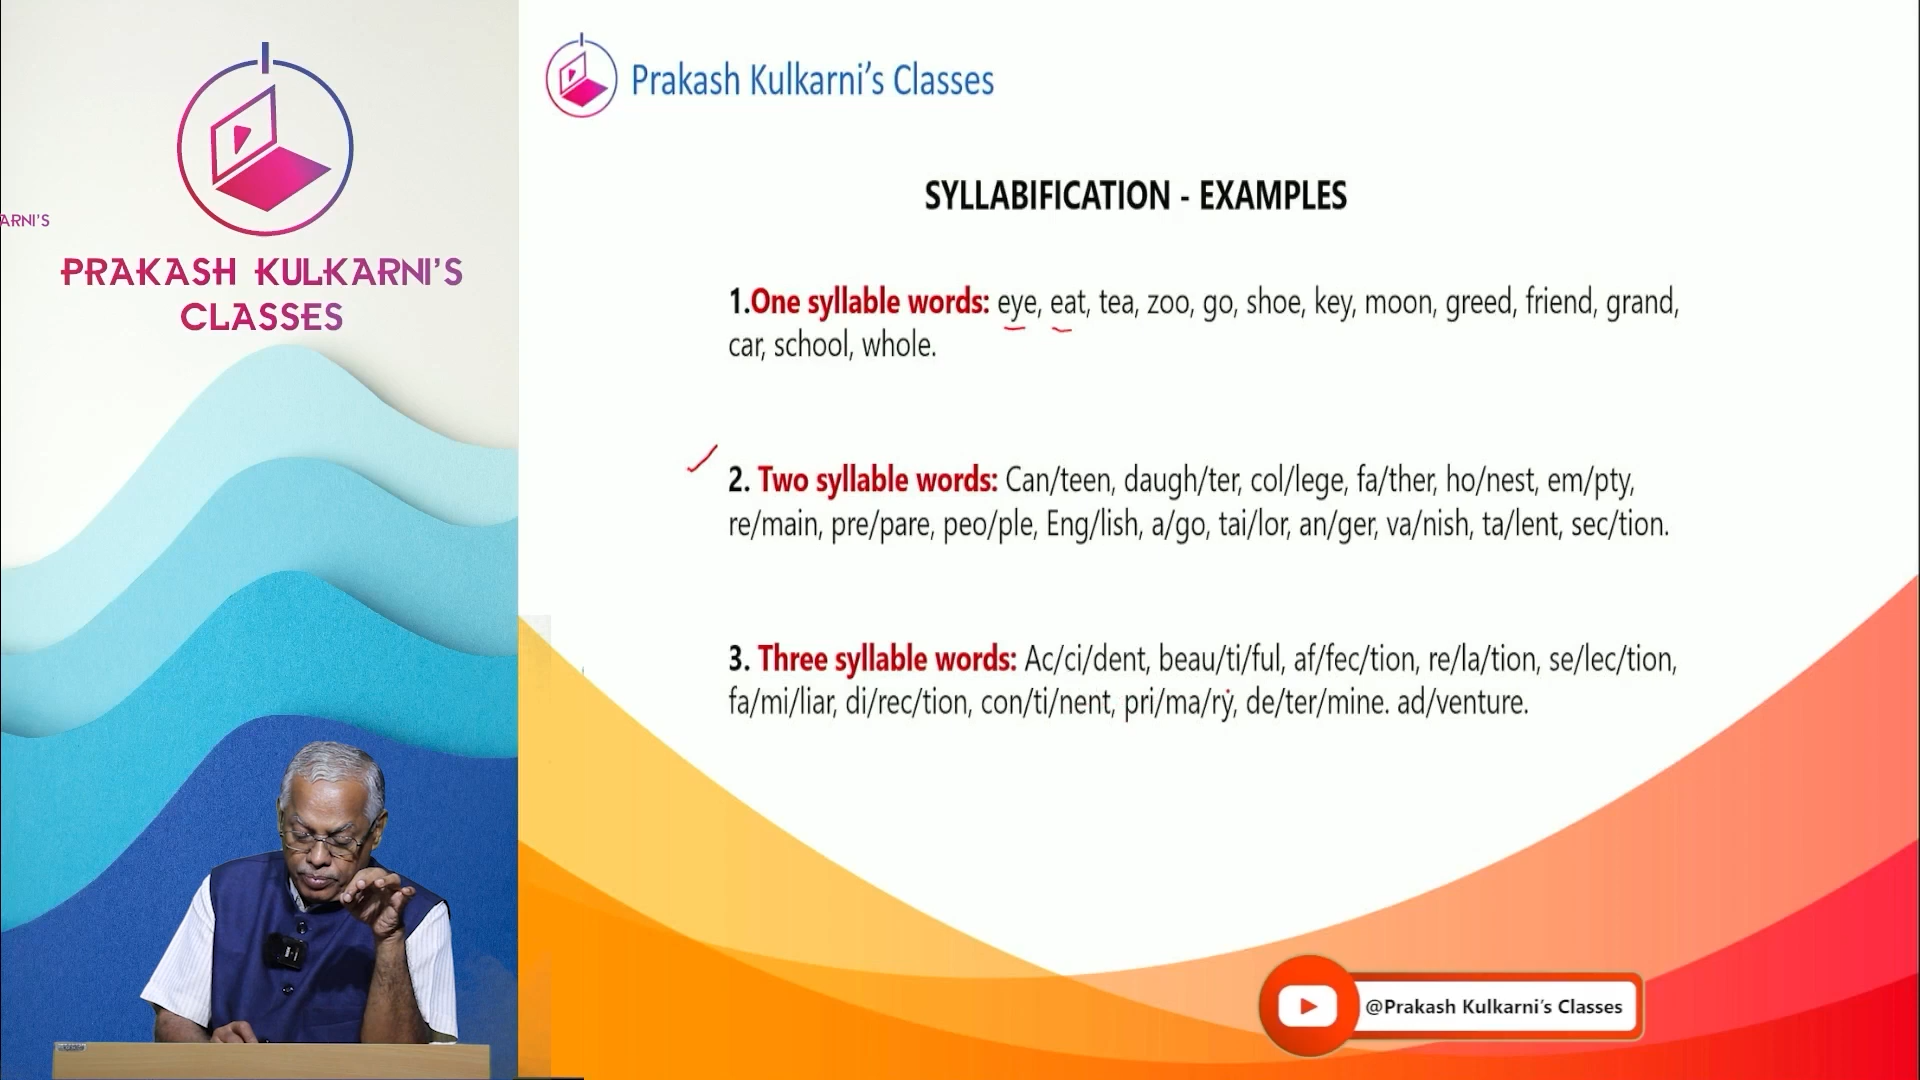 ARNI'S
PRAKASH KULKARNI'S
CLASSES
Prakash Kulkarni's Classes
SYLLABIFICATION - EXAMPLES
1.One syllable words: eye, eat, tea, zoo, go, shoe, key, moon, greed, friend, grand,
car, school, whole.
2. Two syllable words: Can/teen, daugh/ter, col/lege, fa/ther, ho/nest, em/pty,
re/main, pre/pare, peo/ple, Eng/lish, a/go, tai/lor, an/ger, va/nish, ta/lent, sec/tion.
3. Three syllable words: Ac/ci/dent, beau/ti/ful, af/fec/tion, re/la/tion, se/lec/tion,
fa/mi/liar, di/rec/tion, con/ti/nent, pri/ma/ry, de/ter/mine. ad/venture.
@Prakash Kulkarni's Classes